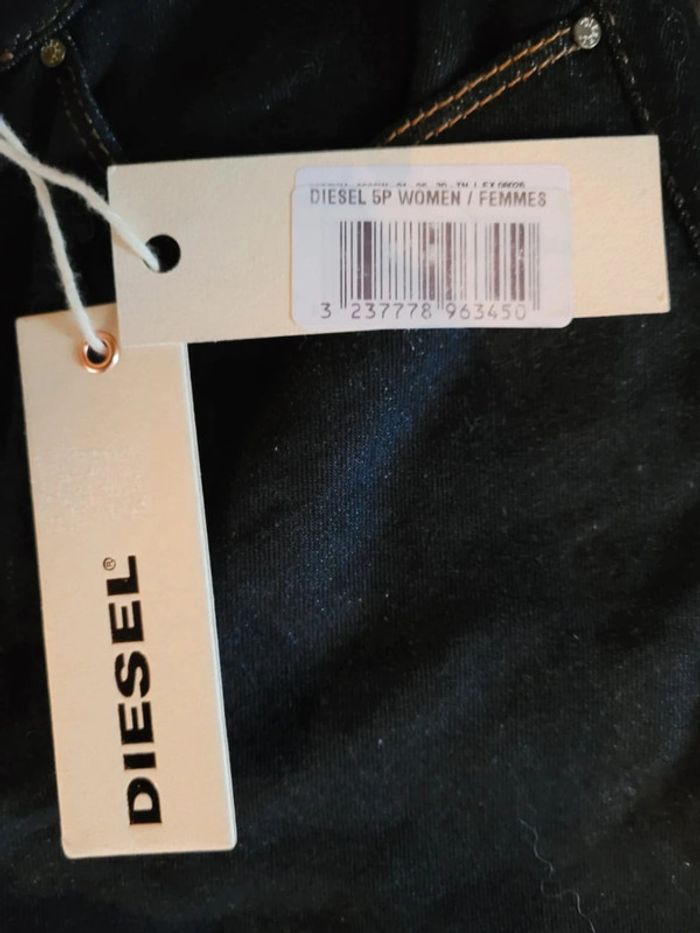 DIESEL 5P WOMEN / FEMMES
3 237778 963450
DIESEL®